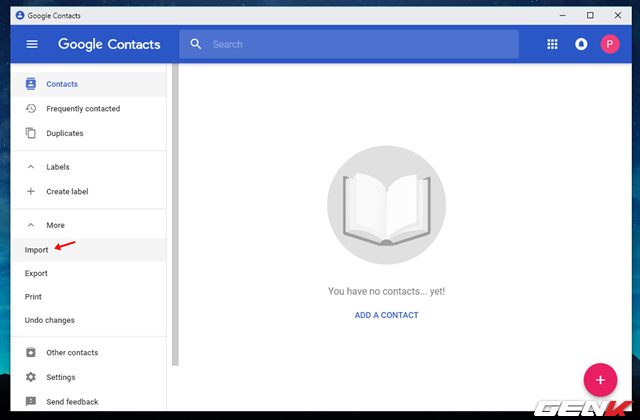 Google Contacts
Google Contacts
Search
P
Contacts
Frequently contacted
Duplicates
Labels
Create label
More
Import
Export
Print
Undo changes
Other contacts
Settings
Send feedback
You have no contacts... yet!
ADD A CONTACT
GENK